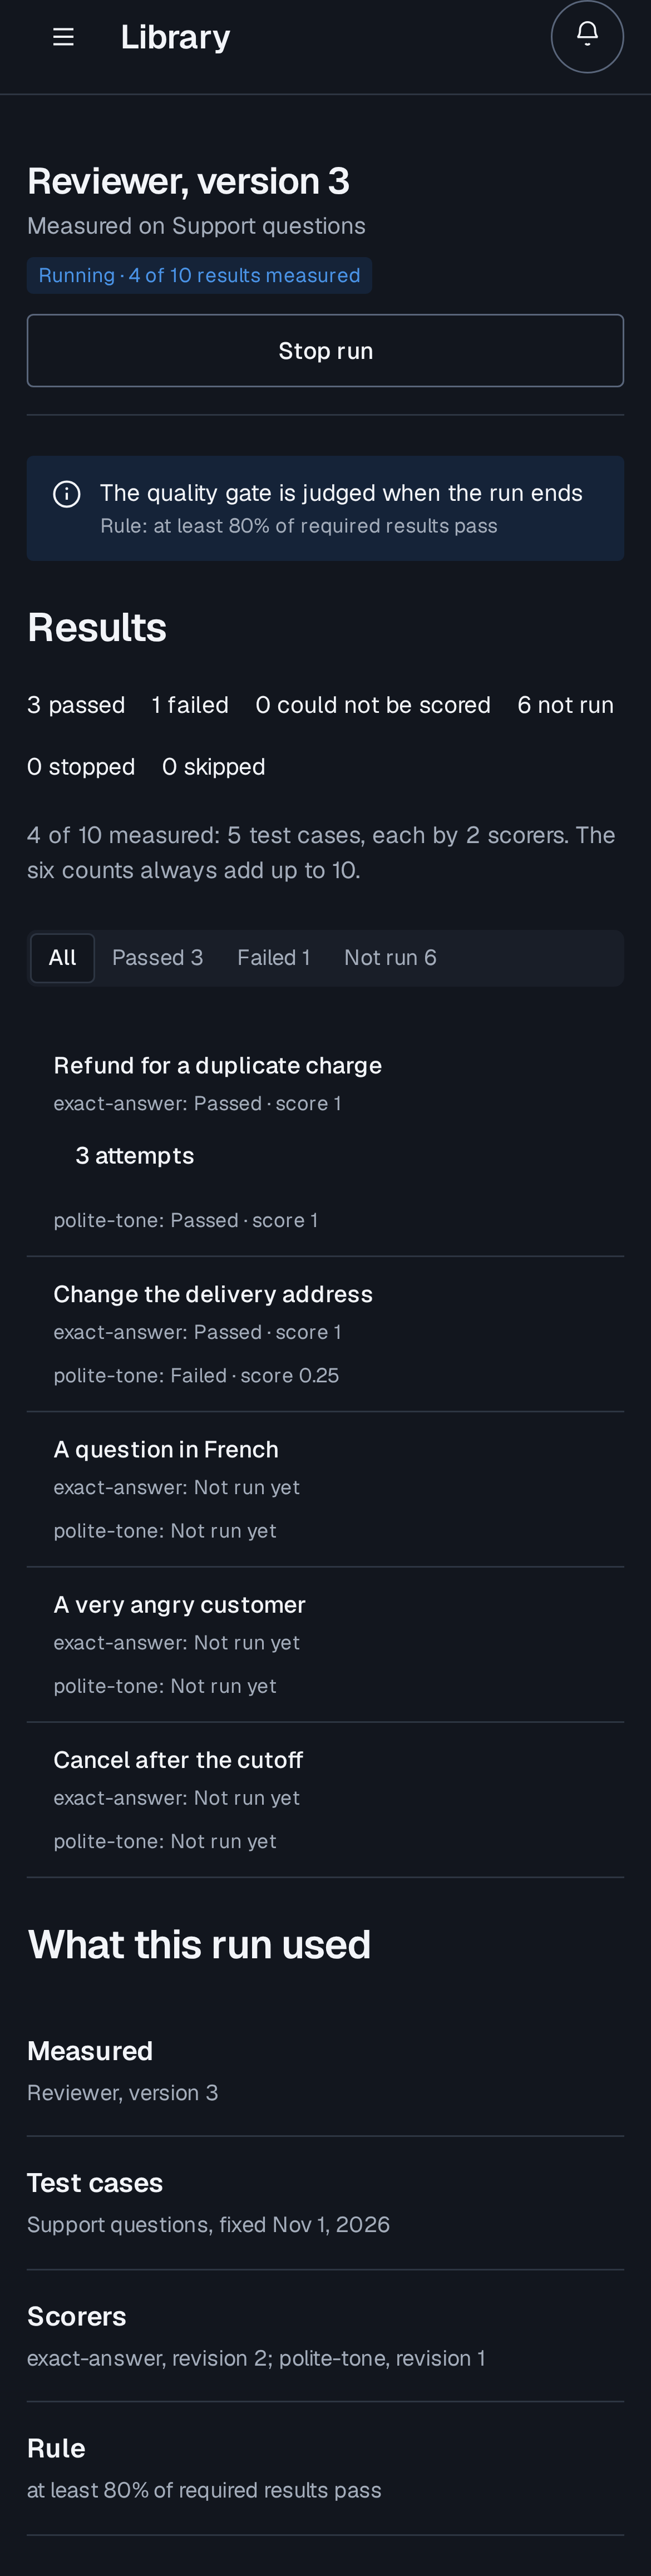 Library
Reviewer, version 3
Measured on Support questions
Running · 4 of 10 results measured
Stop run
The quality gate is judged when the run ends
Rule: at least 80% of required results pass
Results
3 passed 1 failed 0 could not be scored 6 not run
0 stopped 0 skipped
4 of 10 measured: 5 test cases, each by 2 scorers. The
six counts always add up to 10.
All Passed 3 Failed 1 Not run 6
Refund for a duplicate charge
exact-answer: Passed · score 1
3 attempts
polite-tone: Passed · score 1
Change the delivery address
exact-answer: Passed · score 1
polite-tone: Failed · score 0.25
A question in French
exact-answer: Not run yet
polite-tone: Not run yet
A very angry customer
exact-answer: Not run yet
polite-tone: Not run yet
Cancel after the cutoff
exact-answer: Not run yet
polite-tone: Not run yet
What this run used
Measured
Reviewer, version 3
Test cases
Support questions, fixed Nov 1, 2026
Scorers
exact-answer, revision 2; polite-tone, revision 1
Rule
at least 80% of required results pass